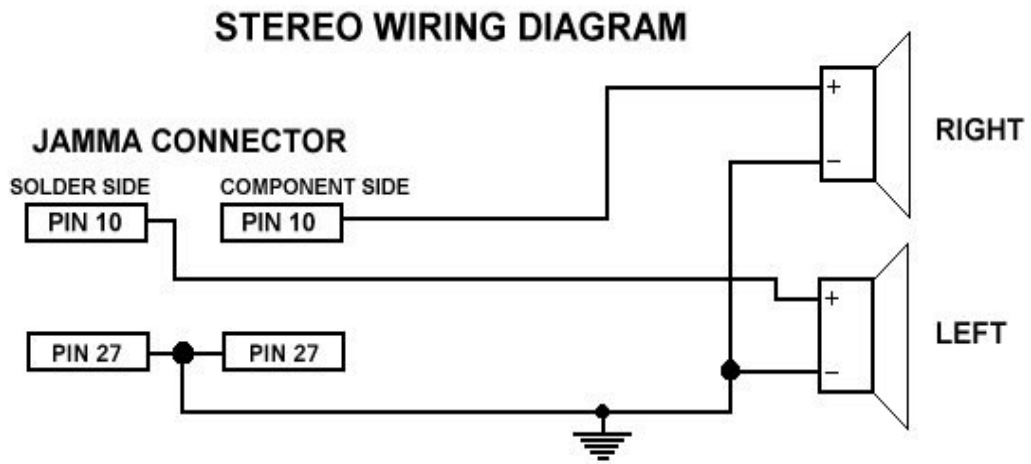 STEREO WIRING DIAGRAM
JAMMA CONNECTOR
SOLDER SIDE
COMPONENT SIDE
PIN 10
PIN 10
PIN 27
PIN 27
+
−
RIGHT
+
−
LEFT